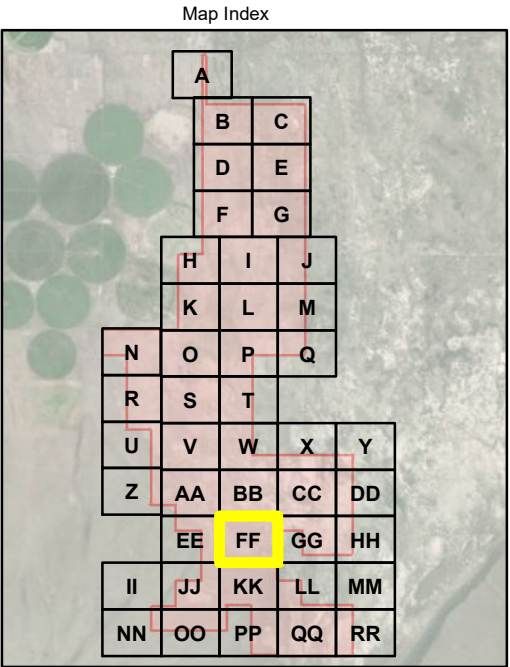 Map Index
A
B C
D E
F G
H I J
K L M
N O P Q
R S T
U V W X Y
Z AA BB CC DD
EE FF GG HH
II JJ KK LL MM
NN OO PP QQ RR